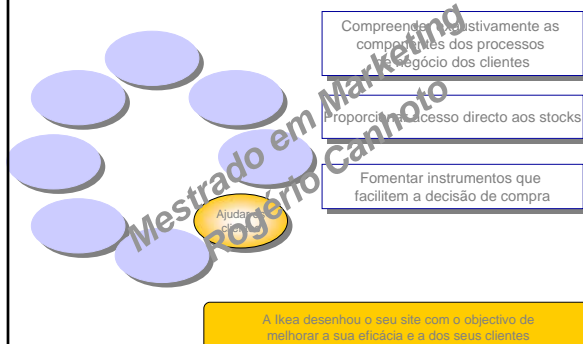 Compreender exaustivamente as
componentes dos processos
de negócio dos clientes
Proporcionar acesso directo aos stocks
Fomentar instrumentos que
facilitem a decisão de compra
Ajudar os
clientes
Mestrado em Marketing
Rogério Canhoto
A Ikea desenhou o seu site com o objectivo de
melhorar a sua eficácia e a dos seus clientes